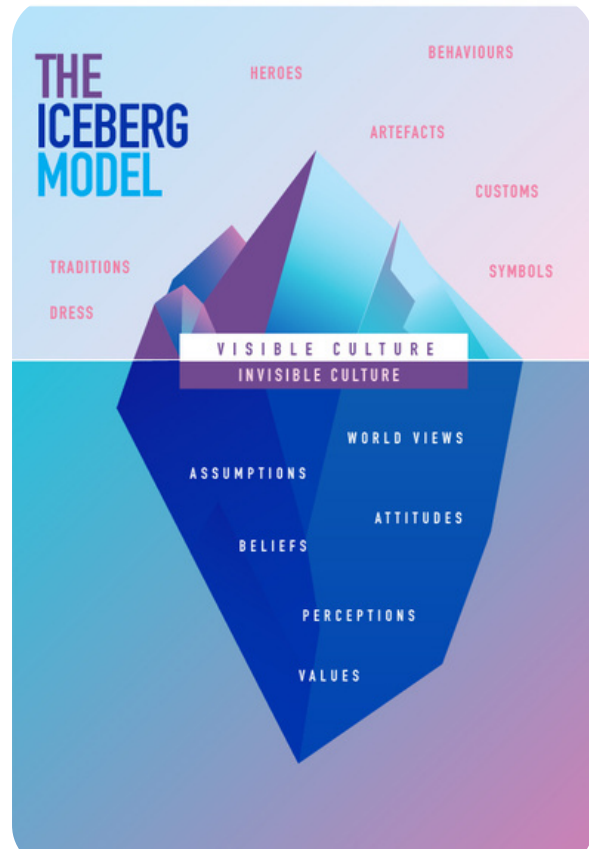 THE
ICEBERG
MODEL
HEROES
BEHAVIOURS
ARTEFACTS
CUSTOMS
TRADITIONS
SYMBOLS
DRESS
VISIBLE CULTURE
INVISIBLE CULTURE
WORLD VIEWS
ASSUMPTIONS
ATTITUDES
BELIEFS
PERCEPTIONS
VALUES